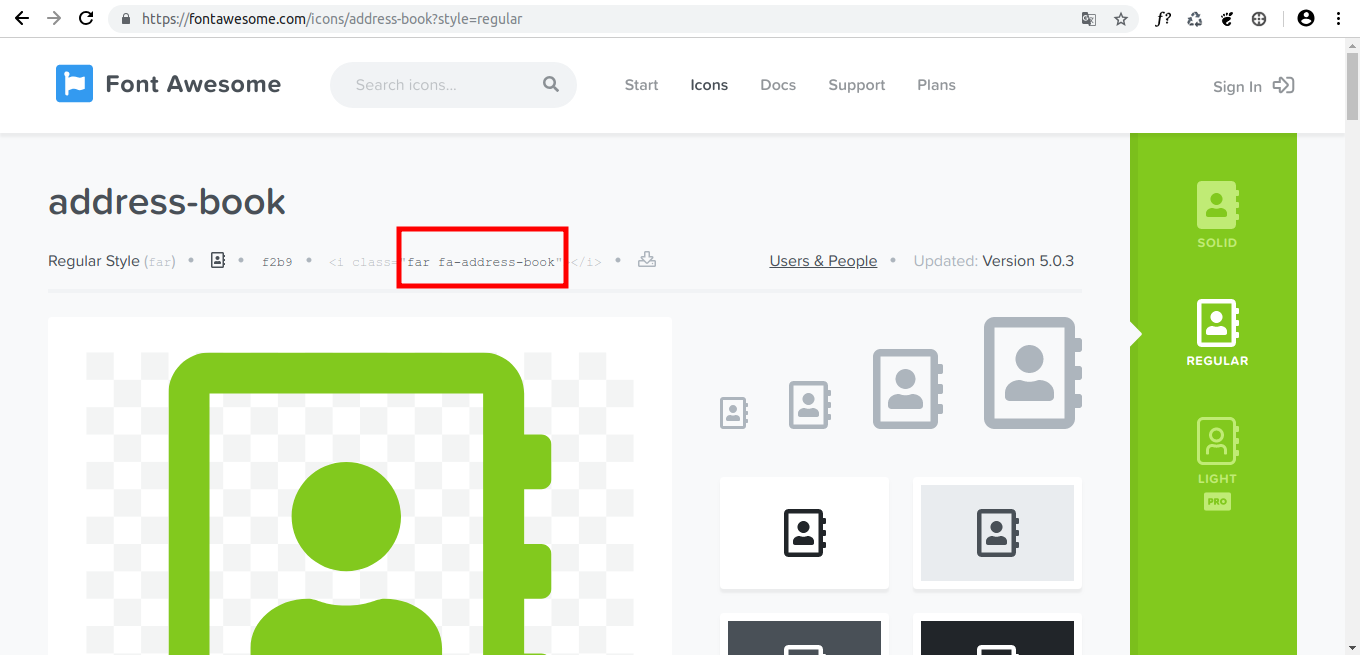 https://fontawesome.com/icons/address-book?style=regular
f?
Font Awesome
Search icons...
Start Icons Docs Support Plans
Sign In
address-book
Regular Style (far) • • f2b9 • <i class="far fa-address-book"></i> •
Users & People • Updated: Version 5.0.3
SOLID
REGULAR
LIGHT
PRO